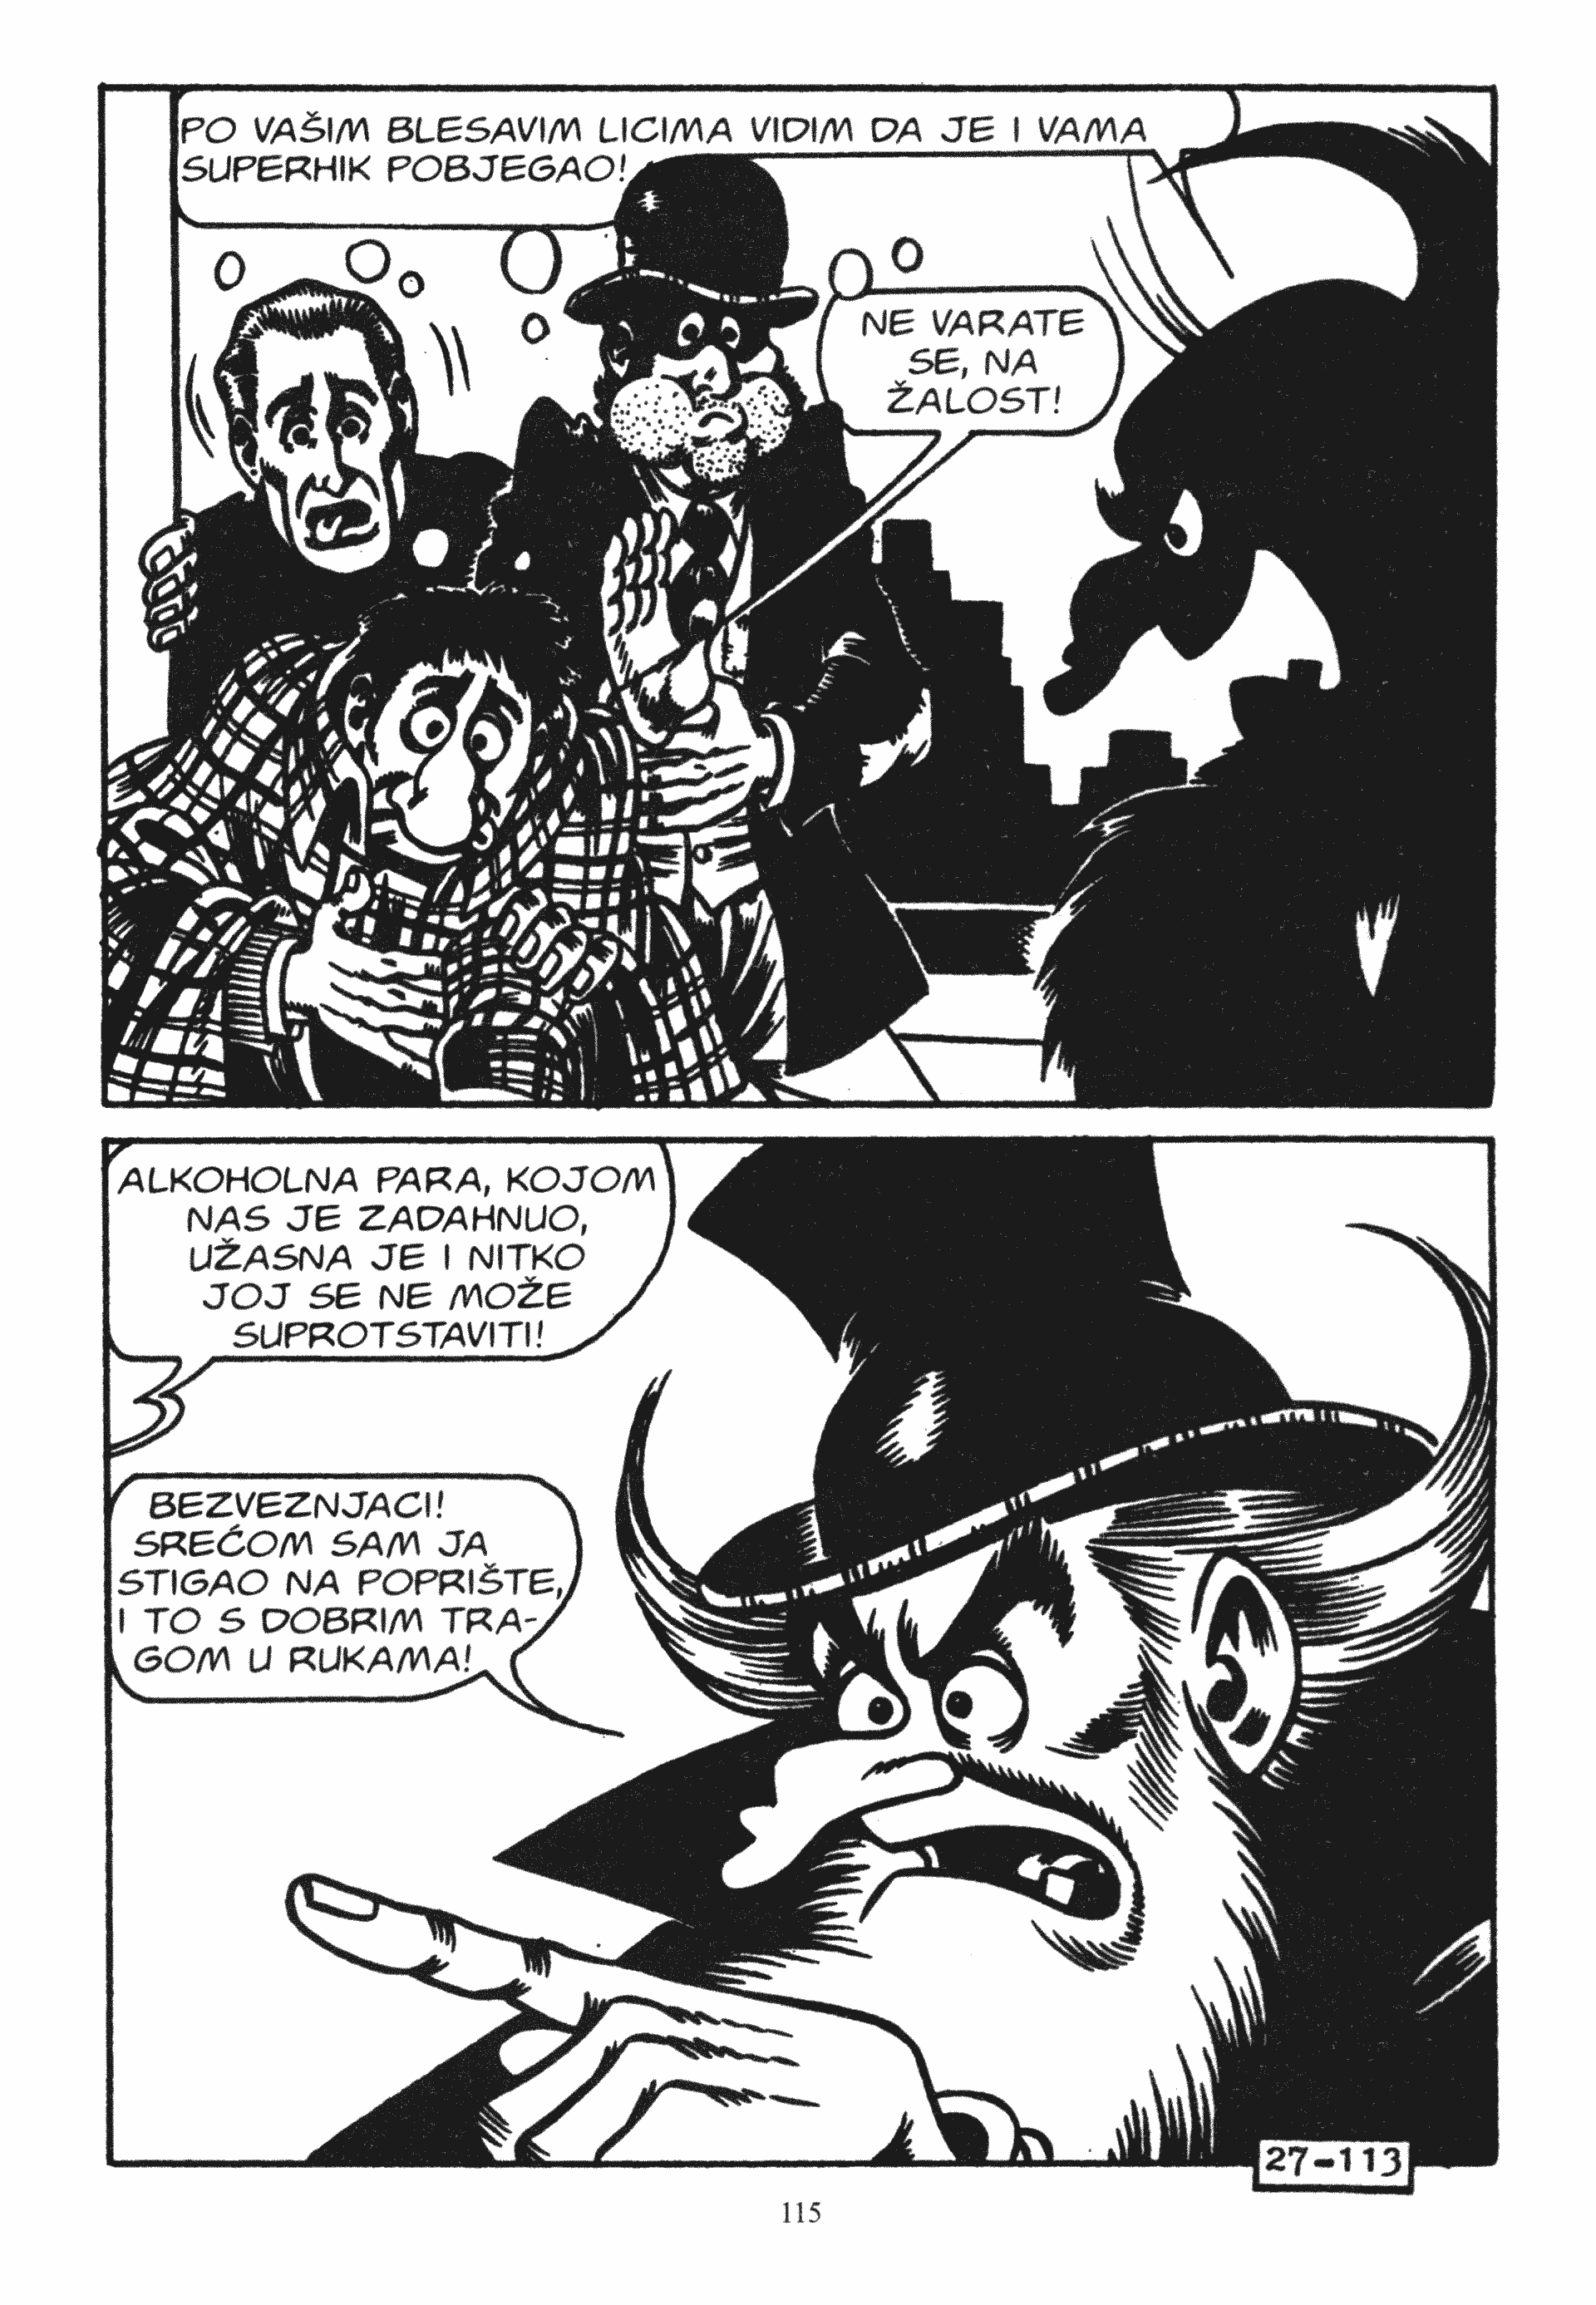 PO VAŠIM BLESAVIM LICIMA VIDIM DA JE I VAMA
SUPERHIK POBJEGAO!
NE VARATE
SE, NA
ŽALOST!
ALKOHOLNA PARA, KOJOM
NAS JE ZADAHNUO,
UŽASNA JE I NITKO
JOJ SE NE MOŽE
SUPROTSTAVITI!
BEZVEZNJACI!
SREĆOM SAM JA
STIGAO NA POPRIŠTE,
I TO S DOBRIM TRA-
GOM U RUKAMA!
27-113
115